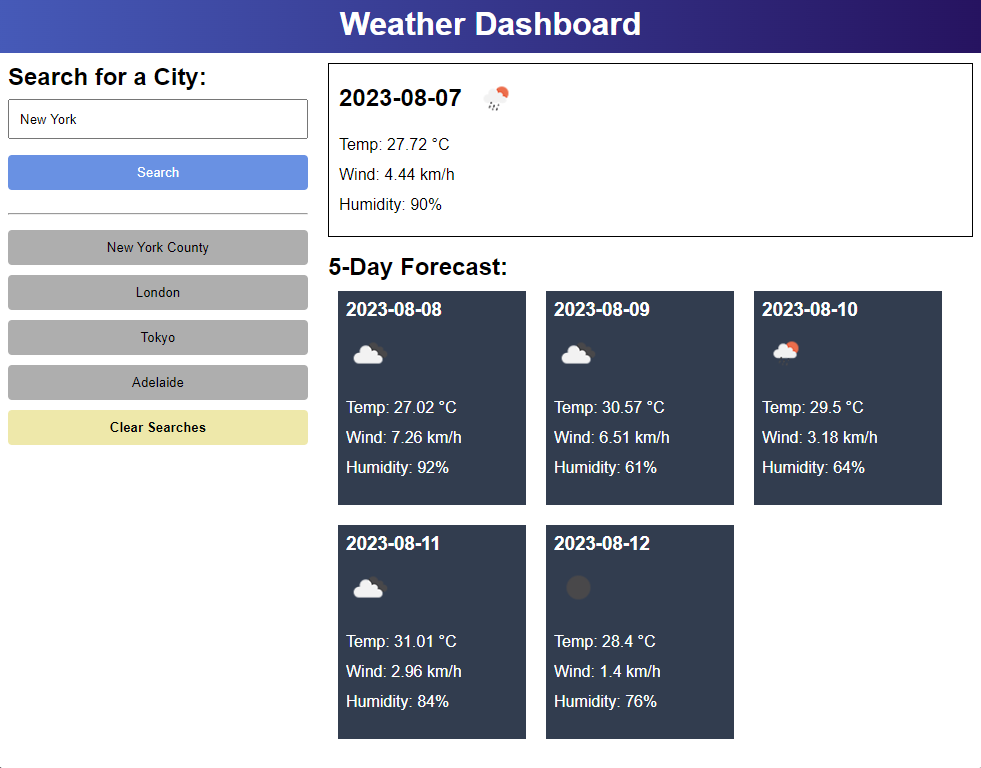 Weather Dashboard
Search for a City:
New York
Search
New York County
London
Tokyo
Adelaide
Clear Searches
2023-08-07
Temp: 27.72 °C
Wind: 4.44 km/h
Humidity: 90%
5-Day Forecast:
2023-08-08
Temp: 27.02 °C
Wind: 7.26 km/h
Humidity: 92%
2023-08-09
Temp: 30.57 °C
Wind: 6.51 km/h
Humidity: 61%
2023-08-10
Temp: 29.5 °C
Wind: 3.18 km/h
Humidity: 64%
2023-08-11
Temp: 31.01 °C
Wind: 2.96 km/h
Humidity: 84%
2023-08-12
Temp: 28.4 °C
Wind: 1.4 km/h
Humidity: 76%